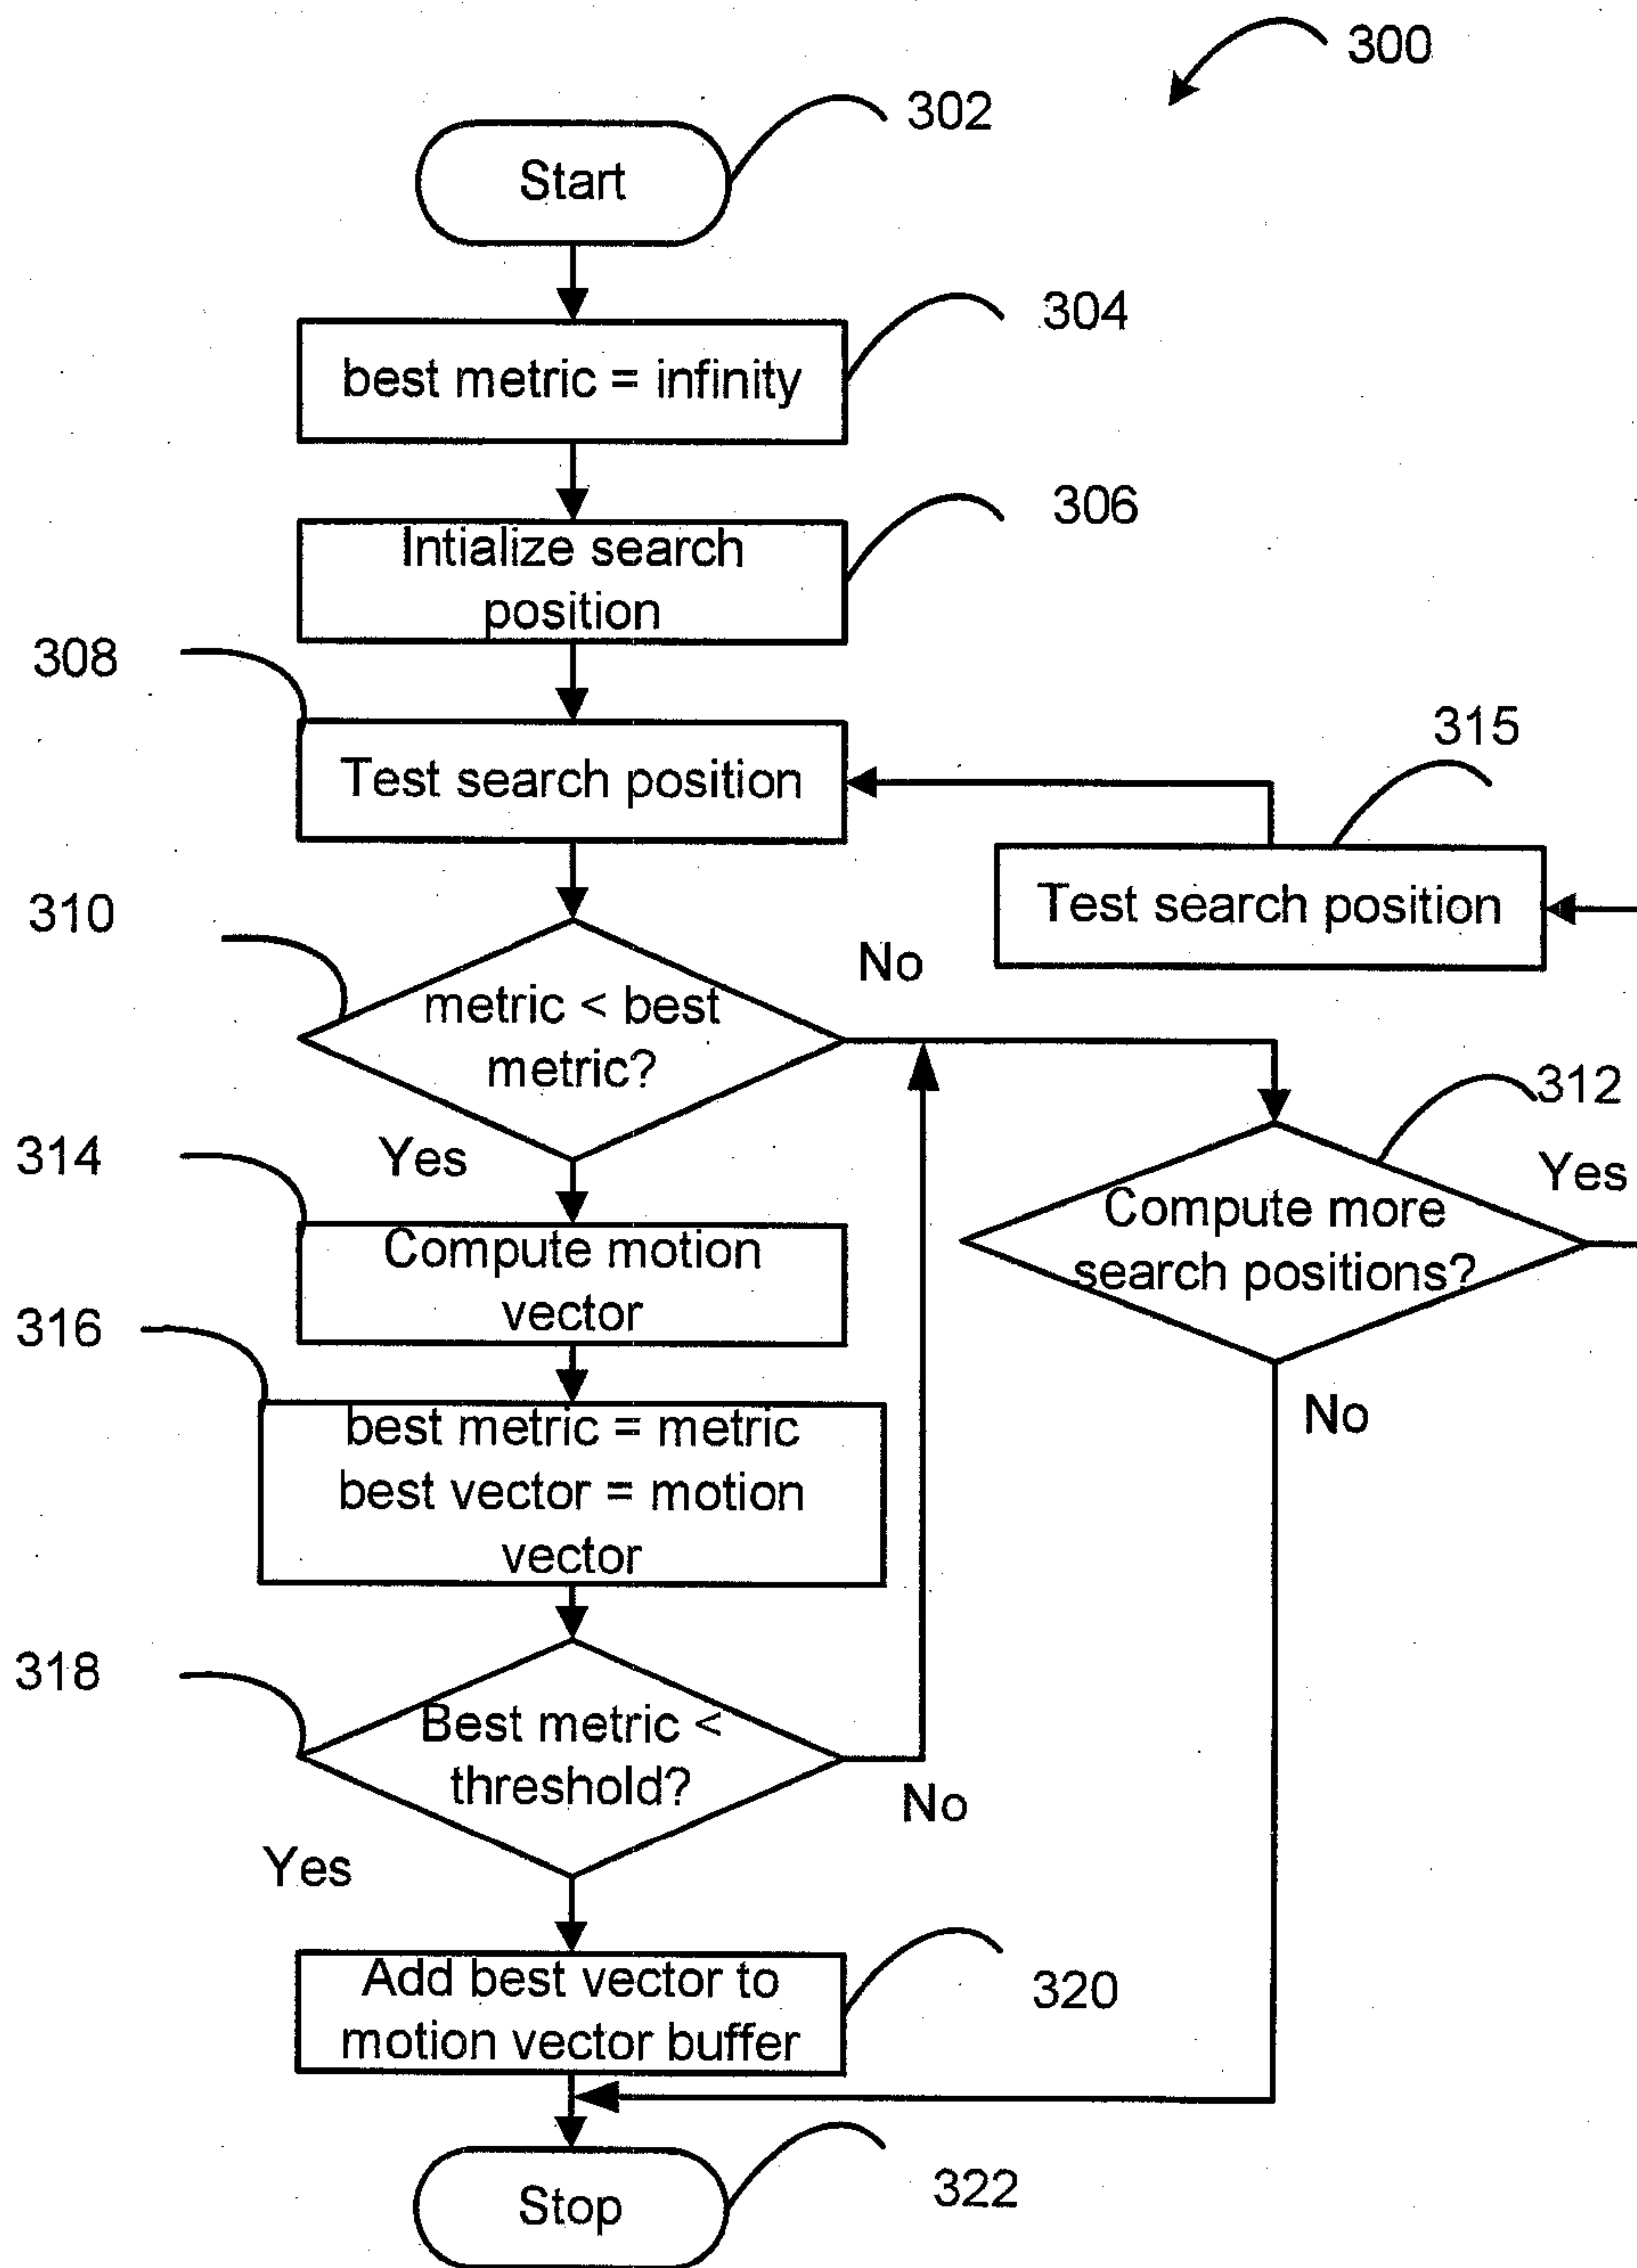 300
302
Start
304
best metric = infinity
306
Intialize search
position
308
Test search position
315
Test search position
310
No
metric < best
metric?
312
314
Yes
Yes
Compute more
search positions?
Compute motion
vector
316
No
best metric = metric
best vector = motion
vector
318
Best metric <
threshold?
No
Yes
Add best vector to
motion vector buffer
320
Stop
322